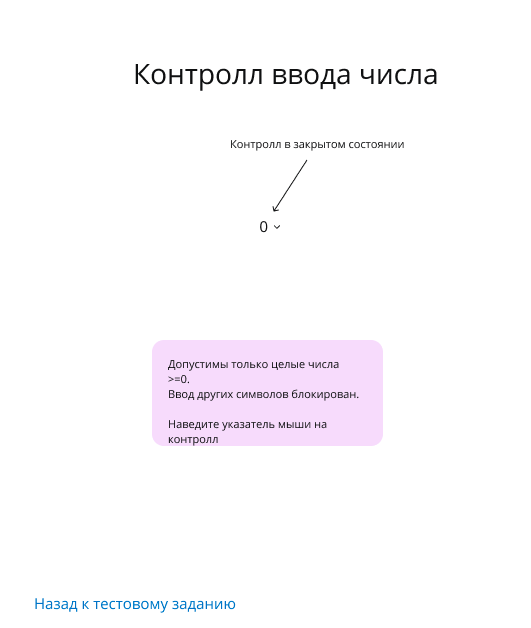 Контролл ввода числа
Контролл в закрытом состоянии
0
Допустимы только целые числа
>=0.
Ввод других символов блокирован.
Наведите указатель мыши на
контролл
Назад к тестовому заданию